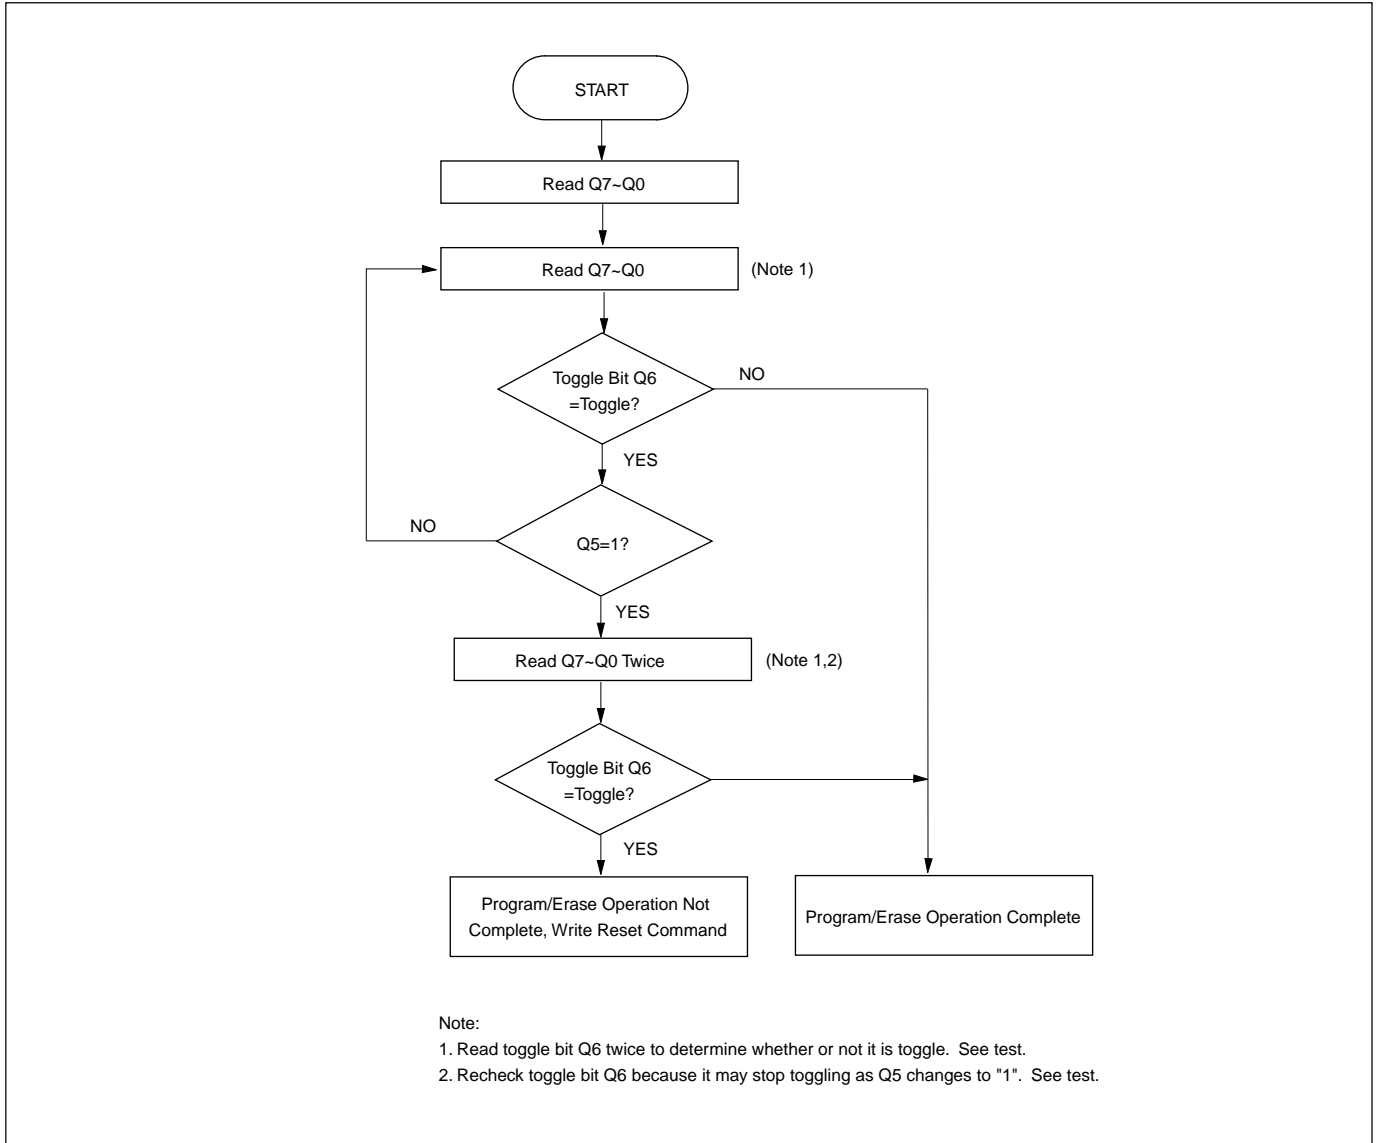 START
Read Q7~Q0
Read Q7~Q0
(Note 1)
Toggle Bit Q6
=Toggle?
NO
YES
NO
Q5=1?
YES
Read Q7~Q0 Twice
(Note 1,2)
Toggle Bit Q6
=Toggle?
YES
Program/Erase Operation Not
Complete, Write Reset Command
Program/Erase Operation Complete
Note:
1. Read toggle bit Q6 twice to determine whether or not it is toggle.  See test.
2. Recheck toggle bit Q6 because it may stop toggling as Q5 changes to "1".  See test.